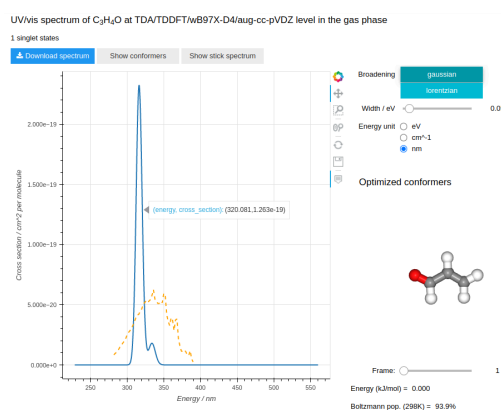 UV/vis spectrum of C₃H₄O at TDA/TDDFT/wB97X-D4/aug-cc-pVDZ level in the gas phase
1 singlet states
Download spectrum
Show conformers
Show stick spectrum
Cross section / cm^2 per molecule
2.000e−19
1.500e−19
1.000e−19
5.000e−20
0.000e+0
(energy, cross_section): (320.081,1.263e-19)
250
300
350
400
450
500
550
Energy / nm
Broadening
gaussian
lorentzian
Width / eV
0.0
Energy unit
eV
cm^-1
nm
Optimized conformers
Frame:
1
Energy (kJ/mol) = 0.000
Boltzmann pop. (298K) = 93.9%